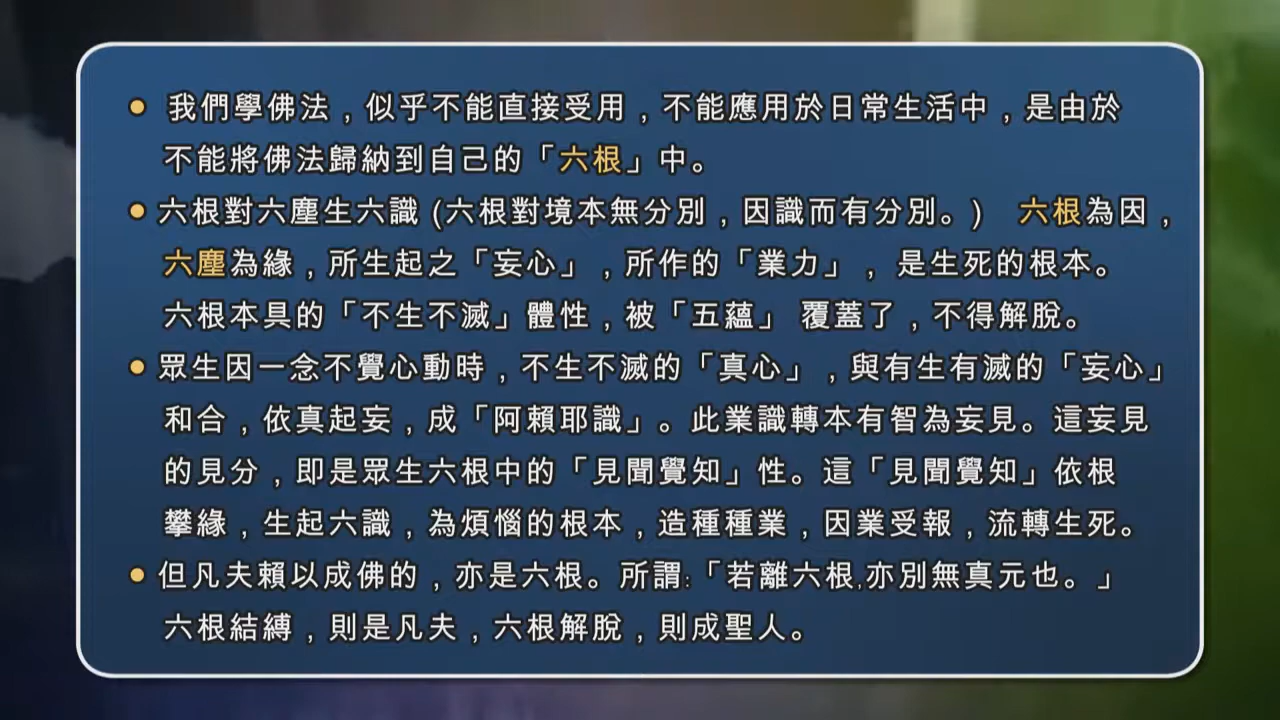 • 我們學佛法，似乎不能直接受用，不能應用於日常生活中，是由於
不能將佛法歸納到自己的「六根」中。
• 六根對六塵生六識 (六根對境本無分別，因識而有分別。)　六根為因，
六塵為緣，所生起之「妄心」，所作的「業力」， 是生死的根本。
六根本具的「不生不滅」體性，被「五蘊」 覆蓋了，不得解脫。
• 眾生因一念不覺心動時，不生不滅的「真心」，與有生有滅的「妄心」
和合，依真起妄，成「阿賴耶識」。此業識轉本有智為妄見。這妄見
的見分，即是眾生六根中的「見聞覺知」性。這「見聞覺知」依根
攀緣，生起六識，為煩惱的根本，造種種業，因業受報，流轉生死。
• 但凡夫賴以成佛的，亦是六根。所謂:「若離六根,亦別無真元也。」
六根結縛，則是凡夫，六根解脫，則成聖人。